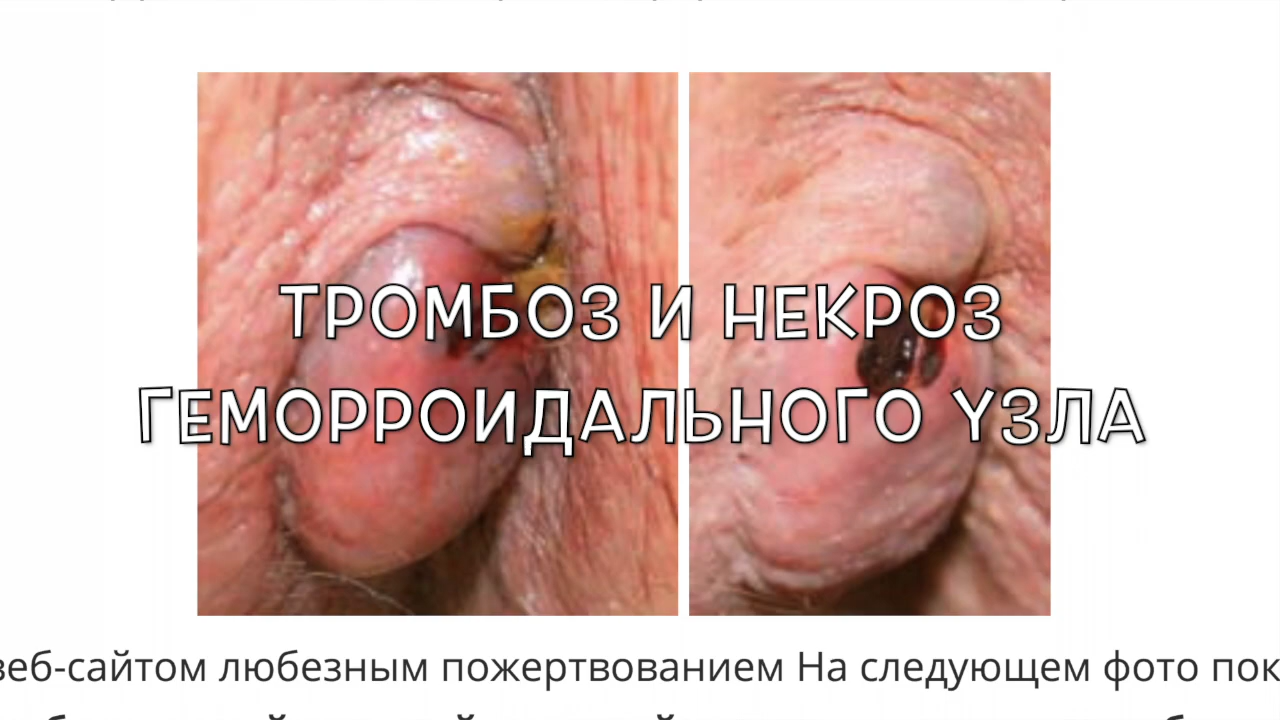 ТРОМБОЗ И НЕКРОЗ
ГЕМОРРОИДАЛЬНОГО УЗЛА
веб-сайтом любезным пожертвованием На следующем фото пок